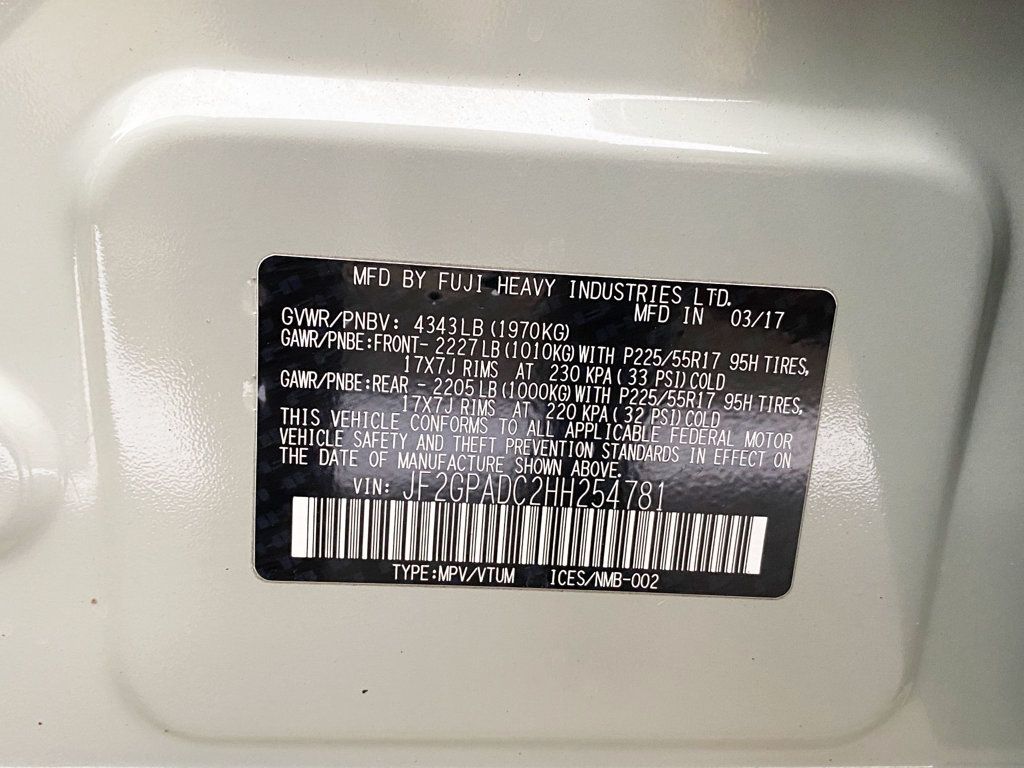 MFD BY FUJI HEAVY INDUSTRIES LTD.
MFD IN 03/17
GVWR/PNBV: 4343LB (1970KG)
GAWR/PNBE:FRONT- 2227LB (1010KG) WITH P225/55R17 95H TIRES,
17X7J RIMS AT 230 KPA ( 33 PSI) COLD
GAWR/PNBE:REAR - 2205LB (1000KG) WITH P225/55R17 95H TIRES,
17X7J RIMS AT 220 KPA ( 32 PSI) COLD
THIS VEHICLE CONFORMS TO ALL APPLICABLE FEDERAL MOTOR
VEHICLE SAFETY AND THEFT PREVENTION STANDARDS IN EFFECT ON
THE DATE OF MANUFACTURE SHOWN ABOVE.
VIN: JF2GPADC2HH254781
TYPE:MPV/VTUM ICES/NMB-002